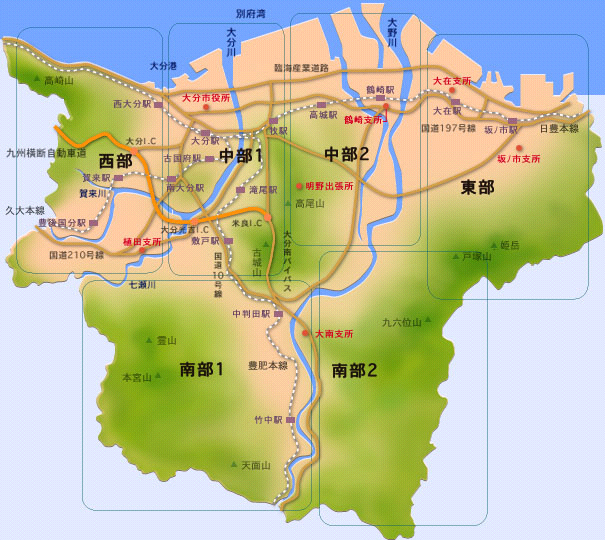 別府湾
大野川
大分川
大分港
臨海産業道路
高崎山
大在支所
鶴崎駅
西大分駅
大分市役所
高城駅
大在駅
鶴崎支所
牧駅
国道197号線
坂ノ市駅
日豊本線
大分駅
大分I.C
九州横断自動車道
西部
古国府駅
中部1
中部2
坂ノ市支所
賀来駅
南大分駅
滝尾駅
明野出張所
東部
賀来川
高尾山
久大本線
豊後国分駅
米良I.C
大分光吉I.C
敷戸駅
稙田支所
大分南バイパス
古城山
姫岳
戸塚山
国道210号線
国道10号線
七瀬川
中判田駅
九六位山
大南支所
霊山
南部1
豊肥本線
南部2
本宮山
竹中駅
天面山